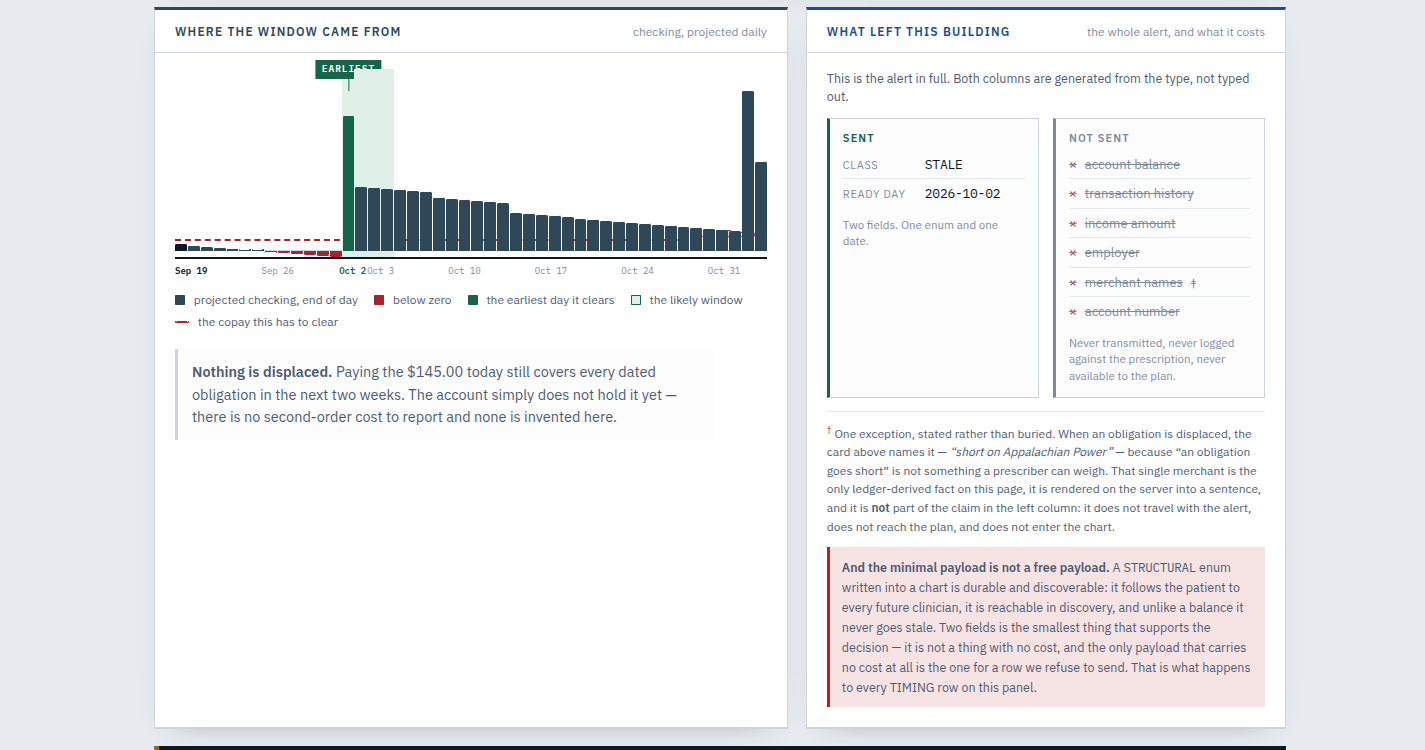 WHERE THE WINDOW CAME FROM
checking, projected daily
EARLIEST
Sep 19
Sep 26
Oct 2
Oct 3
Oct 10
Oct 17
Oct 24
Oct 31
projected checking, end of day
below zero
the earliest day it clears
the likely window
the copay this has to clear
Nothing is displaced. Paying the $145.00 today still covers every dated
obligation in the next two weeks. The account simply does not hold it yet —
there is no second-order cost to report and none is invented here.
WHAT LEFT THIS BUILDING
the whole alert, and what it costs
This is the alert in full. Both columns are generated from the type, not typed
out.
SENT
CLASS STALE
READY DAY 2026-10-02
Two fields. One enum and one
date.
NOT SENT
× account balance
× transaction history
× income amount
× employer
× merchant names ‡
× account number
Never transmitted, never logged
against the prescription, never
available to the plan.
† One exception, stated rather than buried. When an obligation is displaced, the
card above names it — “short on Appalachian Power” — because “an obligation
goes short” is not something a prescriber can weigh. That single merchant is the
only ledger-derived fact on this page, it is rendered on the server into a sentence,
and it is not part of the claim in the left column: it does not travel with the alert,
does not reach the plan, and does not enter the chart.
And the minimal payload is not a free payload. A STRUCTURAL enum
written into a chart is durable and discoverable: it follows the patient to
every future clinician, it is reachable in discovery, and unlike a balance it
never goes stale. Two fields is the smallest thing that supports the
decision — it is not a thing with no cost, and the only payload that carries
no cost at all is the one for a row we refuse to send. That is what happens
to every TIMING row on this panel.